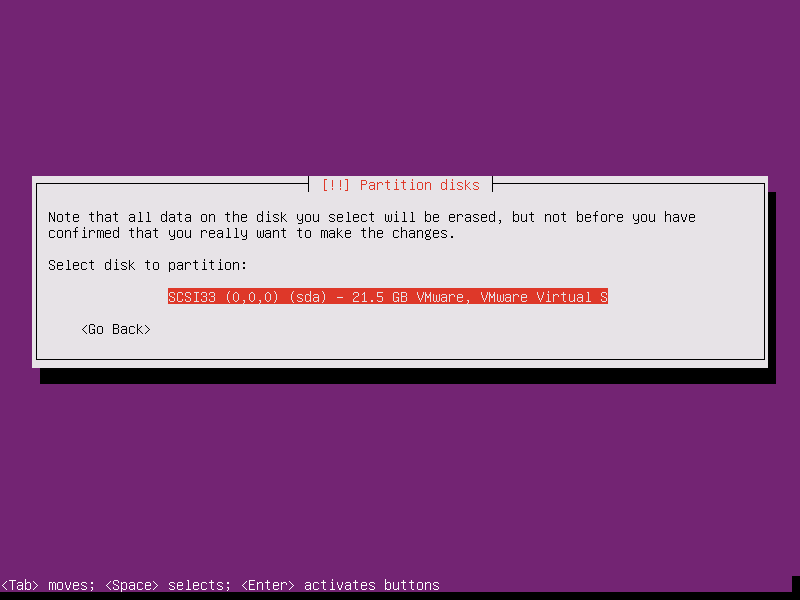 [!!] Partition disks
Note that all data on the disk you select will be erased, but not before you have
confirmed that you really want to make the changes.
Select disk to partition:
SCSI33 (0,0,0) (sda) - 21.5 GB VMware, VMware Virtual S
<Go Back>
<Tab> moves; <Space> selects; <Enter> activates buttons